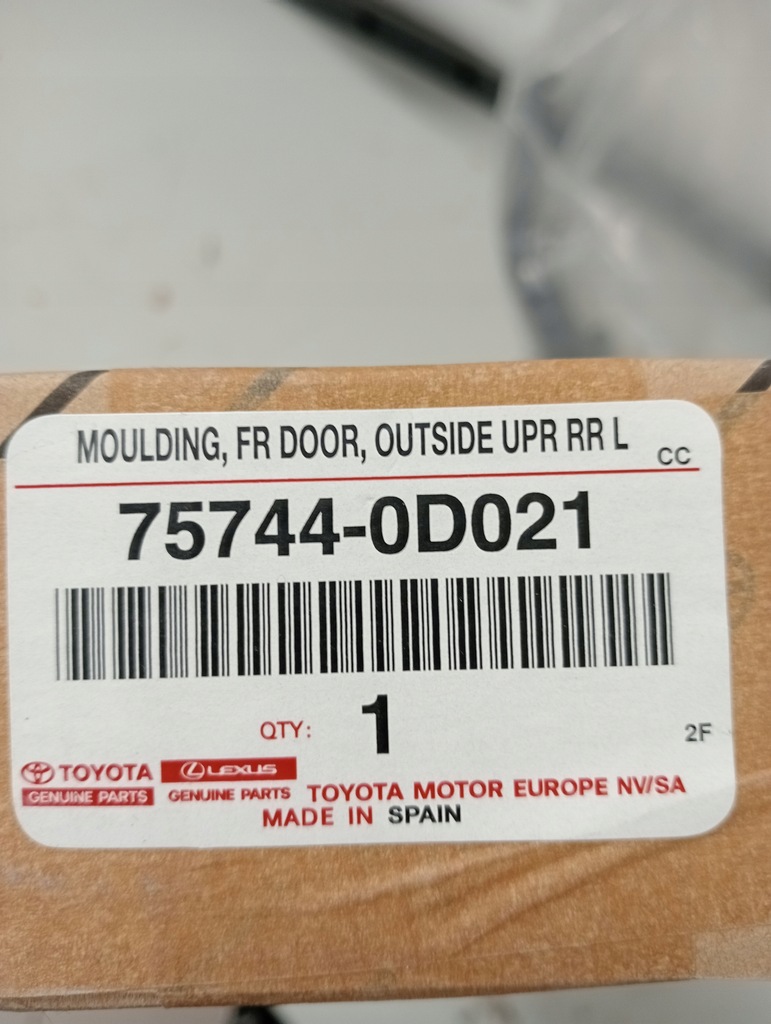 MOULDING, FR DOOR, OUTSIDE UPR RR L CC
75744-0D021
QTY: 1
2F
TOYOTA LEXUS
GENUINE PARTS GENUINE PARTS TOYOTA MOTOR EUROPE NV/SA
MADE IN SPAIN